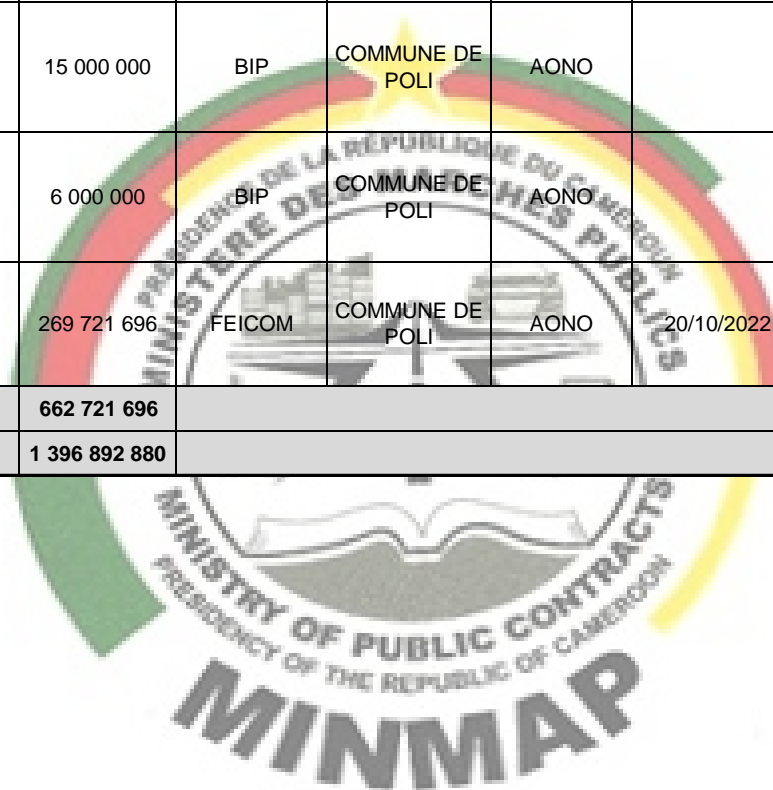 15 000 000 BIP COMMUNE DE POLI AONO
6 000 000 BIP COMMUNE DE POLI AONO
269 721 696 FEICOM COMMUNE DE POLI AONO 20/10/2022
662 721 696
1 396 892 880
PRÉSIDENCE DE LA RÉPUBLIQUE DU CAMEROUN
MINISTERE DES MARCHES PUBLICS
MINISTRY OF PUBLIC CONTRACTS
PRESIDENCY OF THE REPUBLIC OF CAMEROON
MINMAP